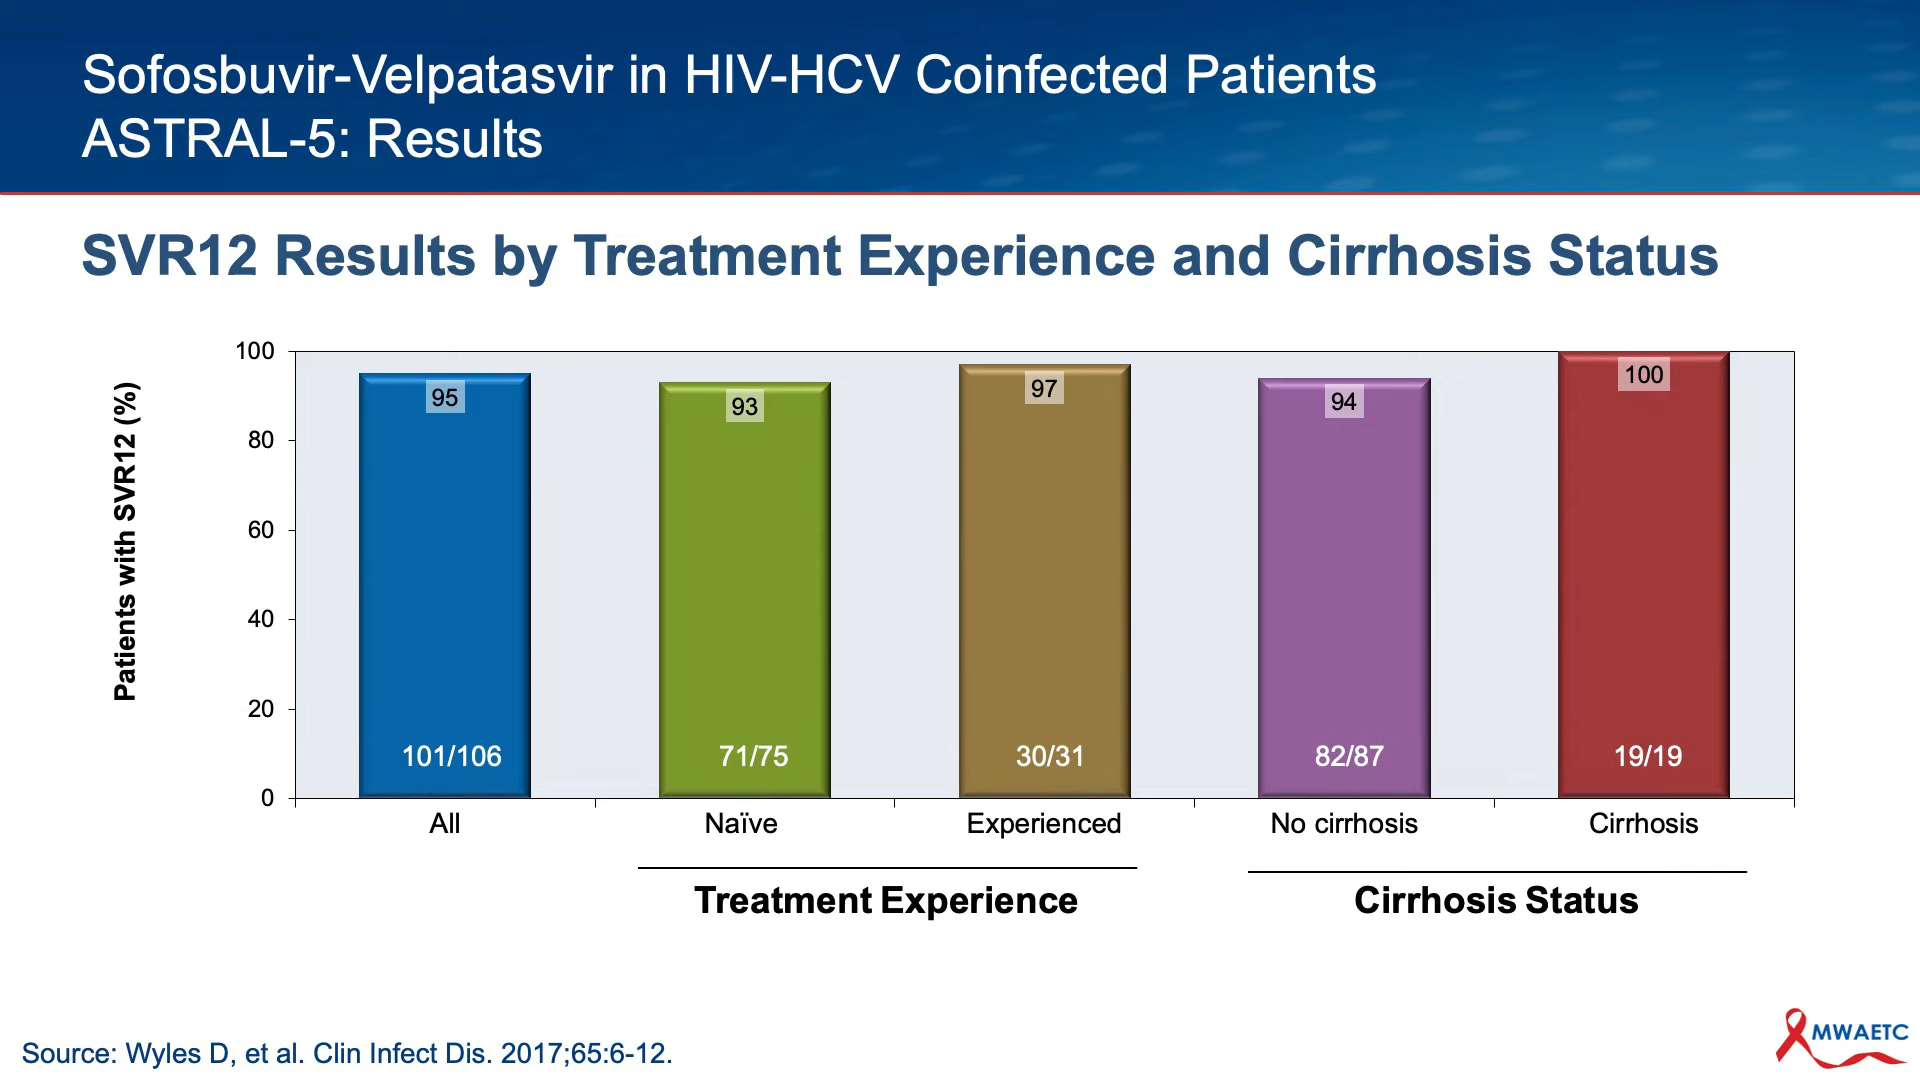 Sofosbuvir-Velpatasvir in HIV-HCV Coinfected Patients
ASTRAL-5: Results
SVR12 Results by Treatment Experience and Cirrhosis Status
Patients with SVR12 (%)
100
80
60
40
20
0
95
93
97
94
100
101/106
71/75
30/31
82/87
19/19
All
Naïve
Experienced
No cirrhosis
Cirrhosis
Treatment Experience
Cirrhosis Status
Source: Wyles D, et al. Clin Infect Dis. 2017;65:6-12.
MWAETC